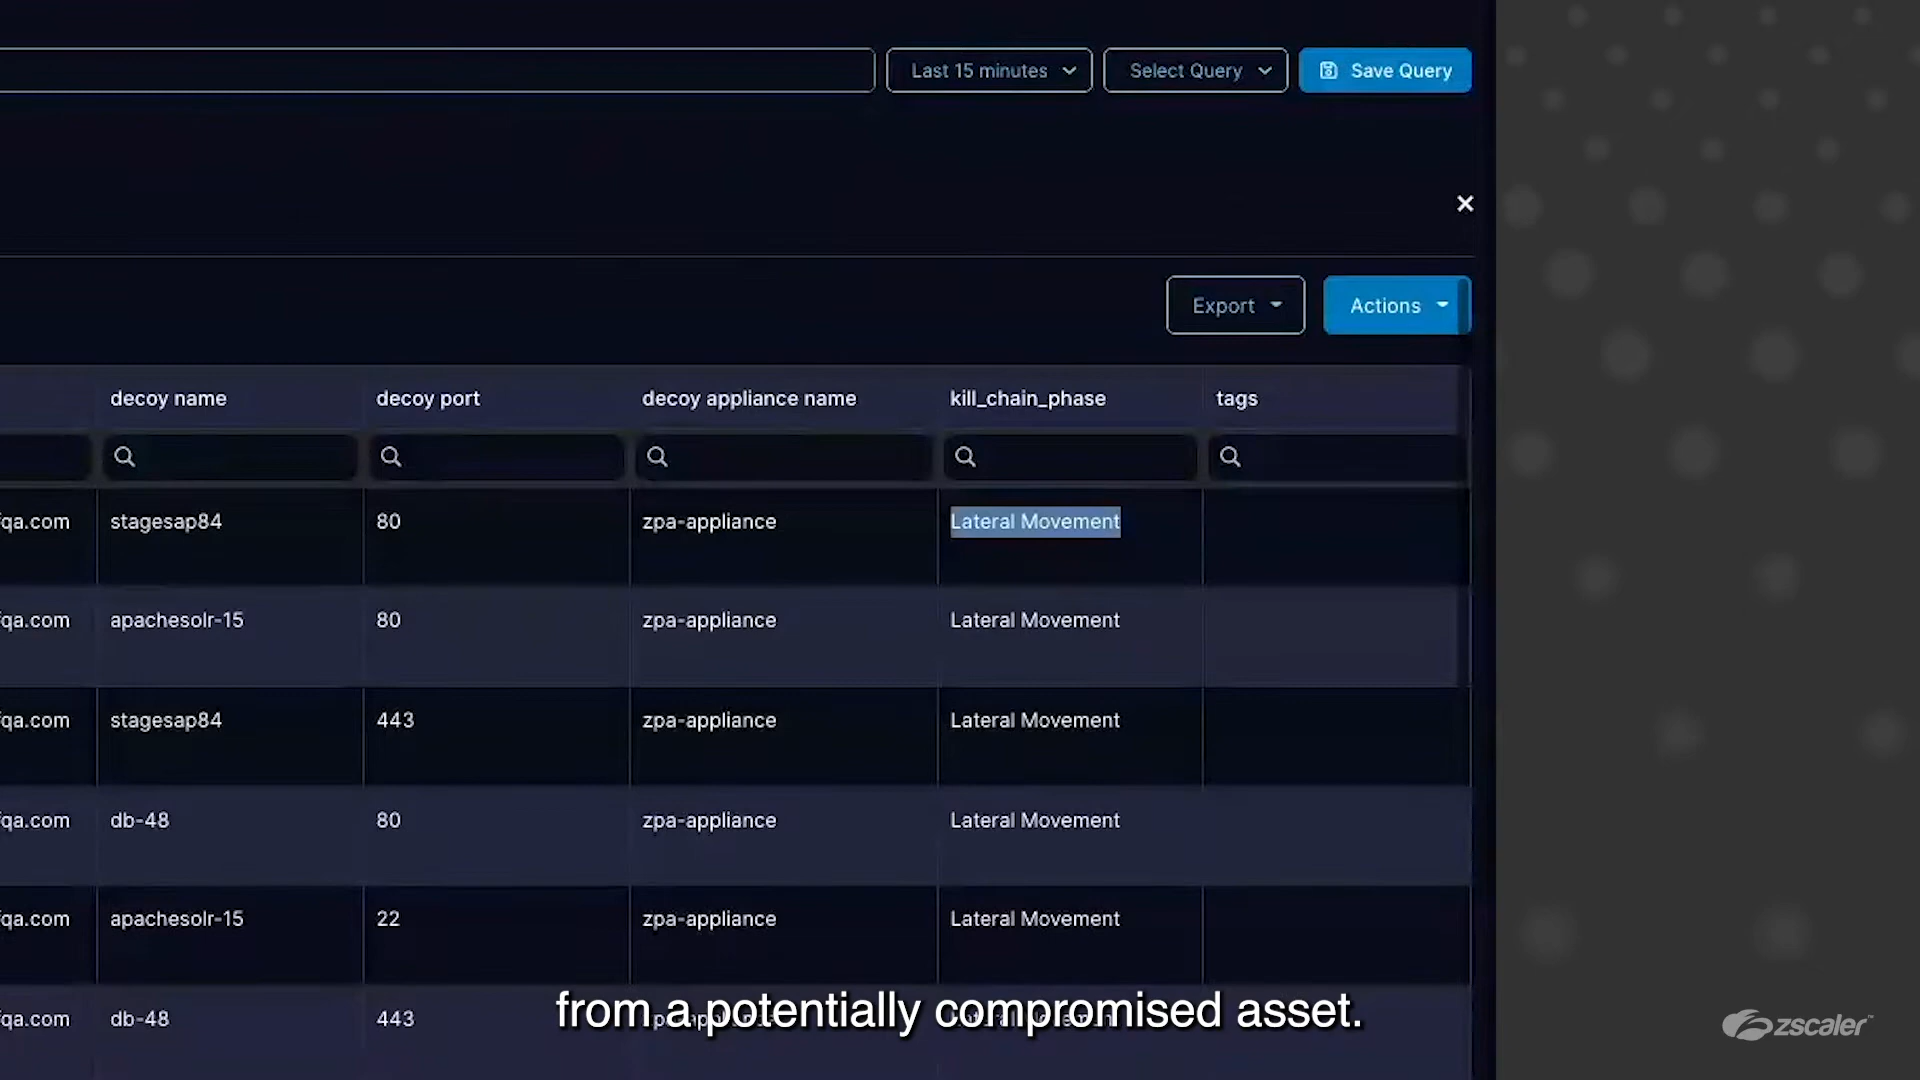 Last 15 minutes Select Query Save Query
Export Actions
decoy name decoy port decoy appliance name kill_chain_phase tags
qa.com stagesap84 80 zpa-appliance Lateral Movement
qa.com apachesolr-15 80 zpa-appliance Lateral Movement
qa.com stagesap84 443 zpa-appliance Lateral Movement
qa.com db-48 80 zpa-appliance Lateral Movement
qa.com apachesolr-15 22 zpa-appliance Lateral Movement
qa.com db-48 443
from a potentially compromised asset.
zscaler™